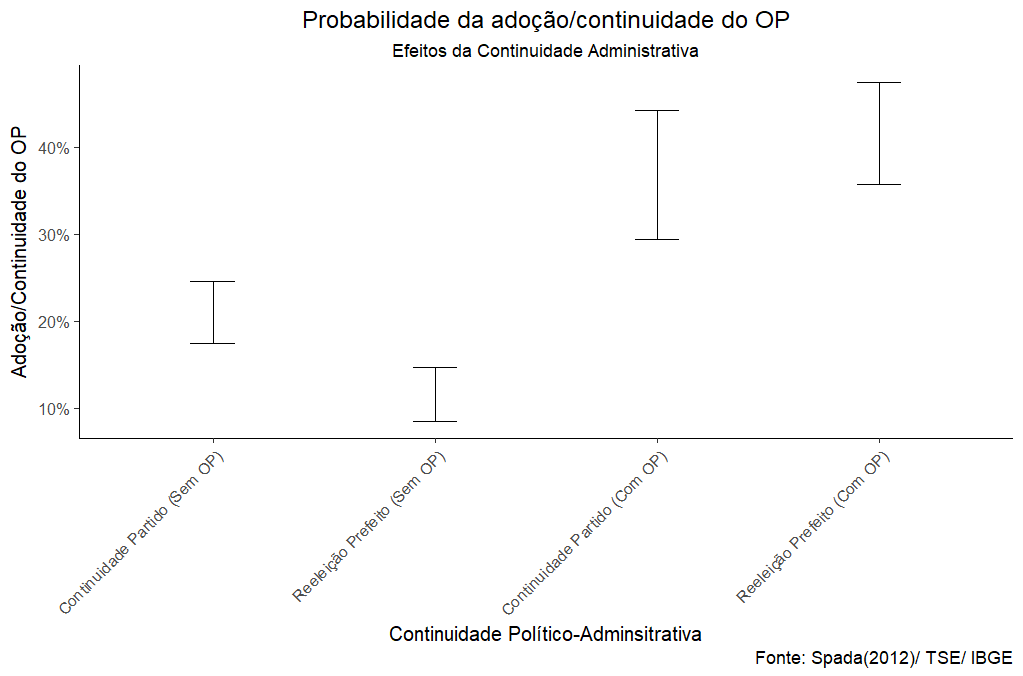 Probabilidade da adoção/continuidade do OP
Efeitos da Continuidade Administrativa
Adoção/Continuidade do OP
40%
30%
20%
10%
Continuidade Partido (Sem OP)
Reeleição Prefeito (Sem OP)
Continuidade Partido (Com OP)
Reeleição Prefeito (Com OP)
Continuidade Político-Adminsitrativa
Fonte: Spada(2012)/ TSE/ IBGE